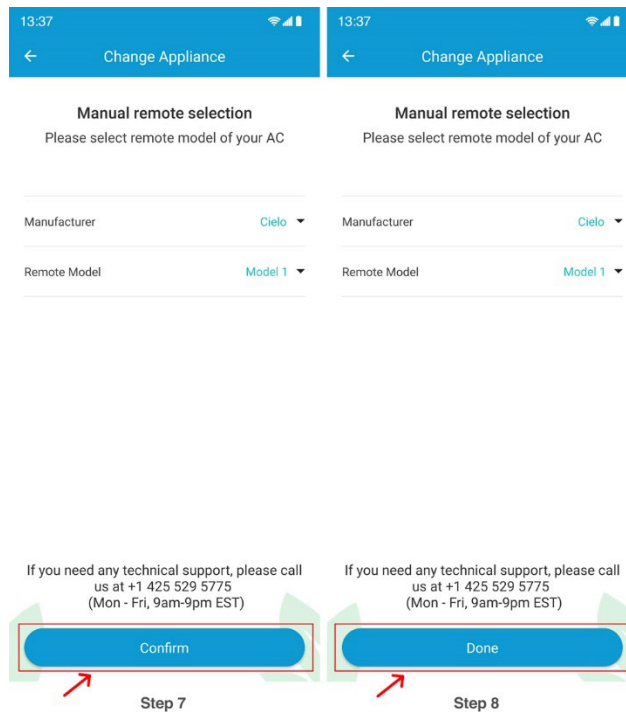 13:37
Change Appliance
Manual remote selection
Please select remote model of your AC
Manufacturer Cielo
Remote Model Model 1
If you need any technical support, please call
us at +1 425 529 5775
(Mon - Fri, 9am-9pm EST)
Confirm
Step 7
13:37
Change Appliance
Manual remote selection
Please select remote model of your AC
Manufacturer Cielo
Remote Model Model 1
If you need any technical support, please call
us at +1 425 529 5775
(Mon - Fri, 9am-9pm EST)
Done
Step 8